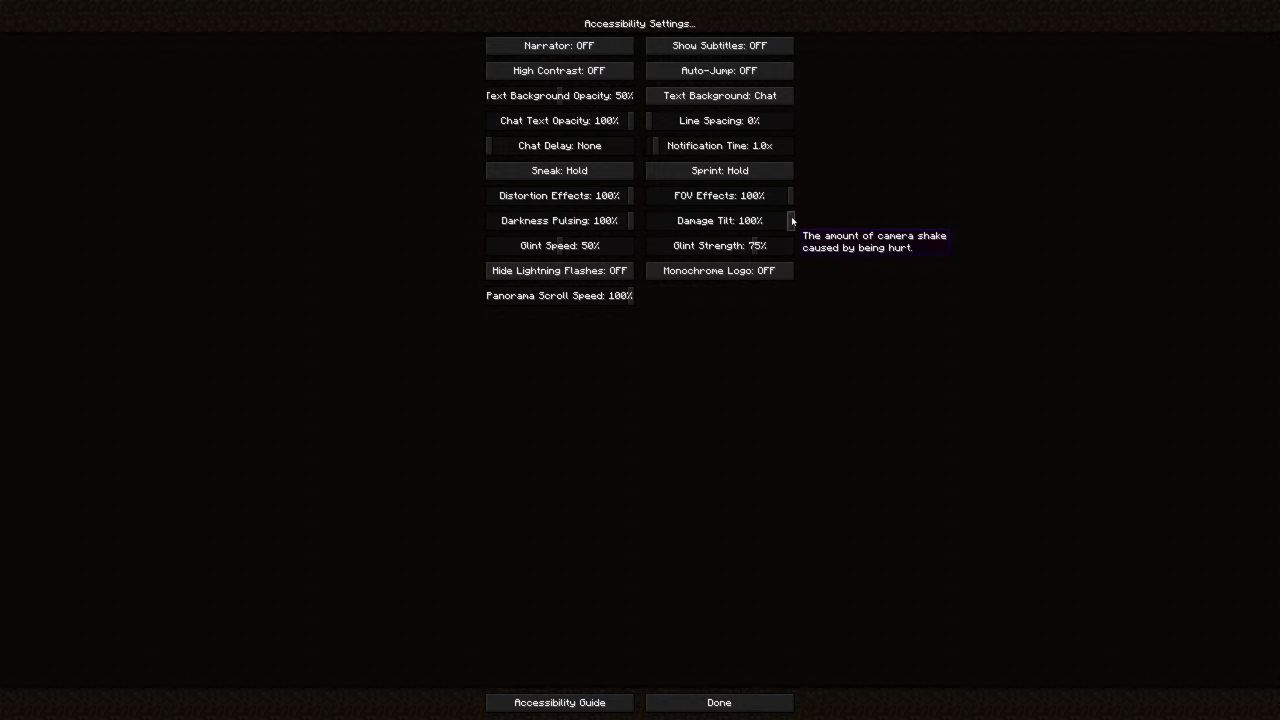 Accessibility Settings...
Narrator: OFF
Show Subtitles: OFF
High Contrast: OFF
Auto-Jump: OFF
Text Background Opacity: 50%
Text Background: Chat
Chat Text Opacity: 100%
Line Spacing: 0%
Chat Delay: None
Notification Time: 1.0x
Sneak: Hold
Sprint: Hold
Distortion Effects: 100%
FOV Effects: 100%
Darkness Pulsing: 100%
Damage Tilt: 100%
The amount of camera shake
caused by being hurt.
Glint Speed: 50%
Glint Strength: 75%
Hide Lightning Flashes: OFF
Monochrome Logo: OFF
Panorama Scroll Speed: 100%
Accessibility Guide
Done